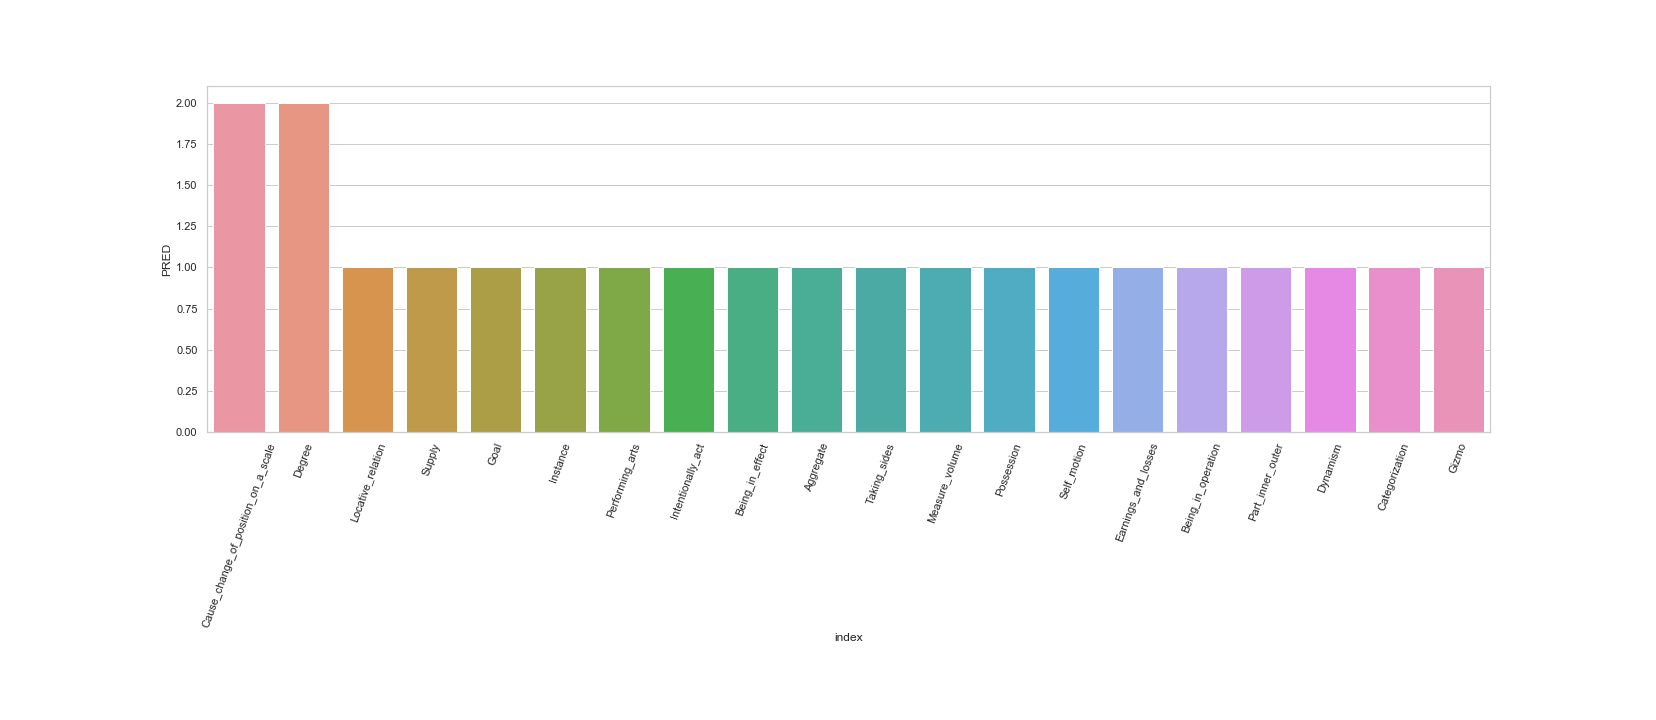 2.00
1.75
1.50
1.25
1.00
0.75
0.50
0.25
0.00
PRED
Cause_change_of_position_on_a_scale
Degree
Locative_relation
Supply
Goal
Instance
Performing_arts
Intentionally_act
Being_in_effect
Aggregate
Taking_sides
Measure_volume
Possession
Self_motion
Earnings_and_losses
Being_in_operation
Part_inner_outer
Dynamism
Categorization
Gizmo
index